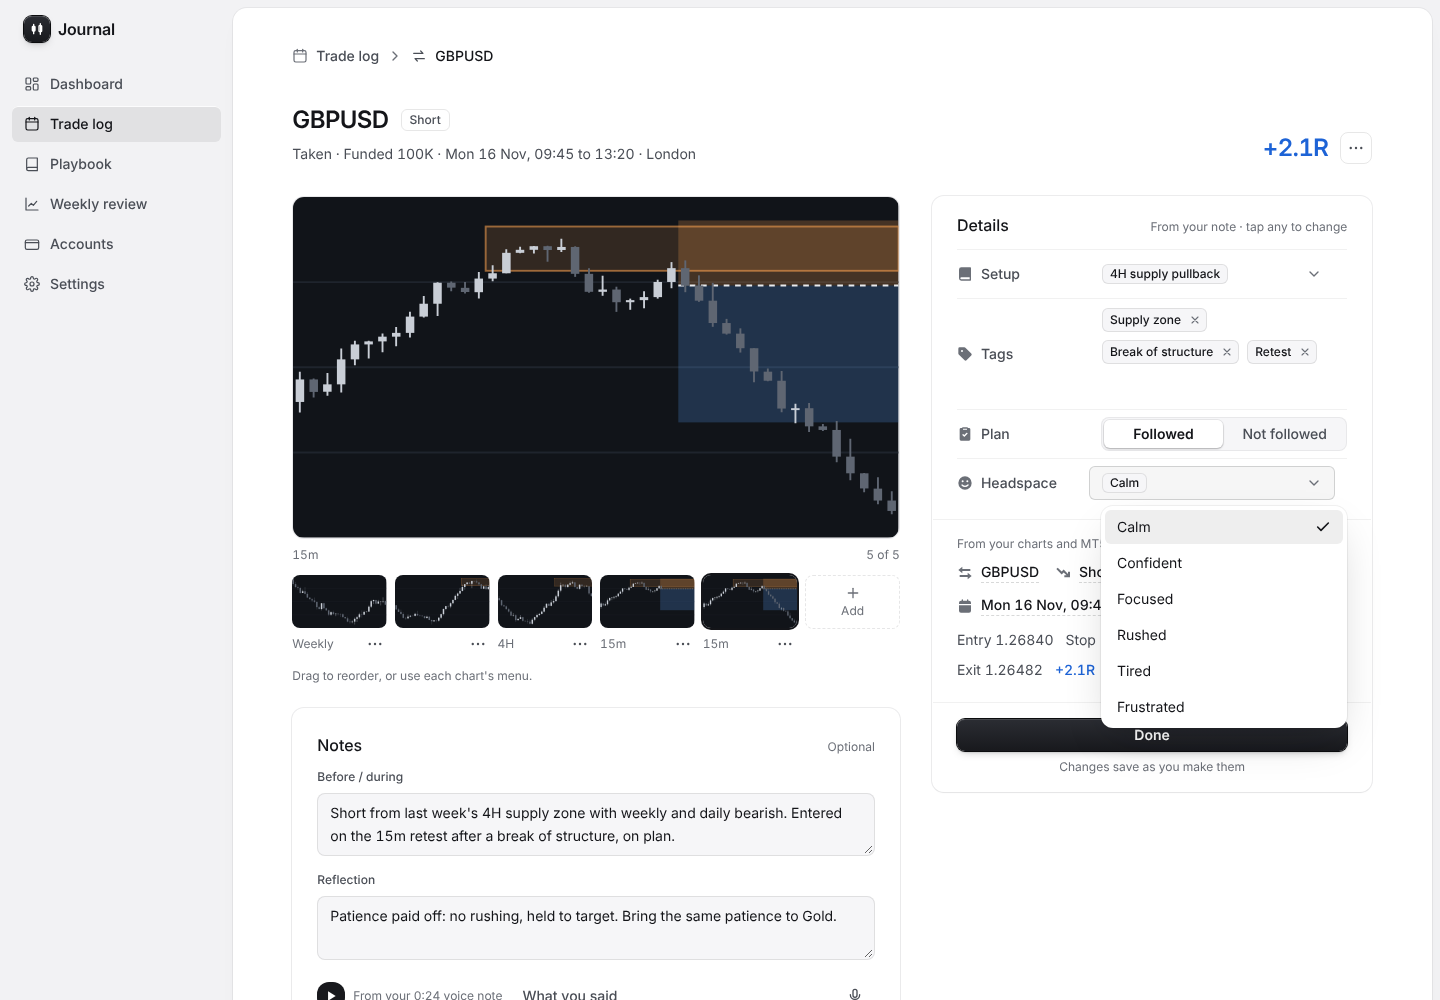 Journal
Dashboard
Trade log
Playbook
Weekly review
Accounts
Settings
Trade log
GBPUSD
GBPUSD
Short
Taken · Funded 100K · Mon 16 Nov, 09:45 to 13:20 · London
+2.1R
15m
5 of 5
Weekly
4H
15m
15m
Add
Drag to reorder, or use each chart's menu.
Notes
Optional
Before / during
Short from last week's 4H supply zone with weekly and daily bearish. Entered
on the 15m retest after a break of structure, on plan.
Reflection
Patience paid off: no rushing, held to target. Bring the same patience to Gold.
From your 0:24 voice note
What you said
Details
From your note · tap any to change
Setup
4H supply pullback
Tags
Supply zone
Break of structure
Retest
Plan
Followed
Not followed
Headspace
Calm
Calm
Confident
Focused
Rushed
Tired
Frustrated
From your charts and
GBPUSD
Mon 16 Nov,
Entry 1.26840 Stop
Exit 1.26482 +2.1R
Done
Changes save as you make them